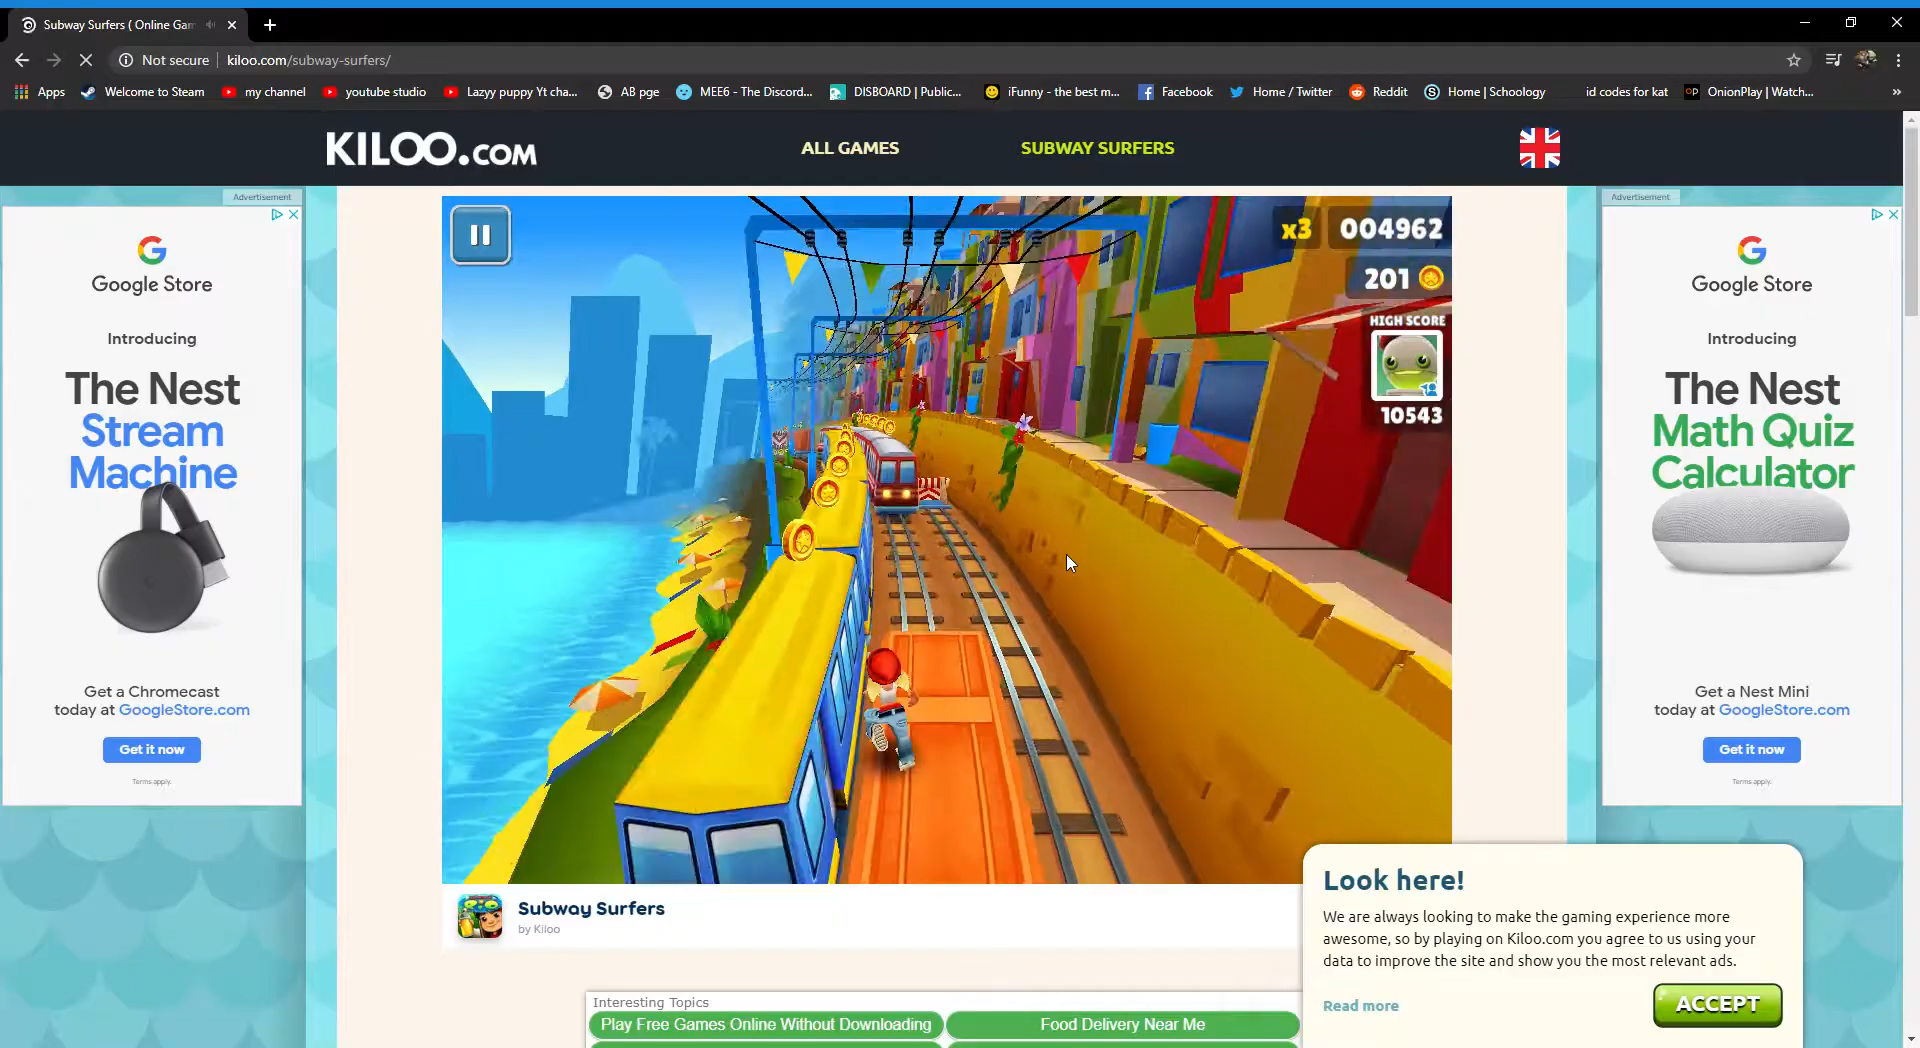 Subway Surfers ( Online Gam
Not secure kiloo.com/subway-surfers/
Apps Welcome to Steam my channel youtube studio Lazyy puppy Yt cha... AB pge MEE6 - The Discord... DISBOARD | Public... iFunny - the best m... Facebook Home / Twitter Reddit Home | Schoology id codes for kat OnionPlay | Watch... »
KILOO.COM ALL GAMES SUBWAY SURFERS
Advertisement
Google Store
Introducing
The Nest
Stream
Machine
Get a Chromecast
today at GoogleStore.com
Get it now
Terms apply.
x3 004962
201
HIGH SCORE
10543
Advertisement
Google Store
Introducing
The Nest
Math Quiz
Calculator
Get a Nest Mini
today at GoogleStore.com
Get it now
Terms apply.
Subway Surfers
by Kiloo
Look here!
We are always looking to make the gaming experience more
awesome, so by playing on Kiloo.com you agree to us using your
data to improve the site and show you the most relevant ads.
Read more ACCEPT
Interesting Topics
Play Free Games Online Without Downloading Food Delivery Near Me